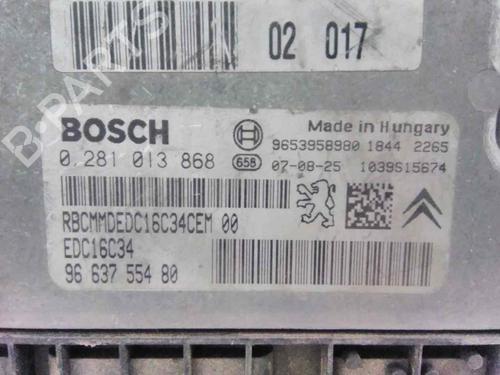 02 017
B-PARTS
BOSCH
Made in Hungary
9653958980 1844 2265
0 281 013 868 658 07-08-25 1039S15674
RBCMMDEDC16C34CEM 00
EDC16C34
96 637 554 80